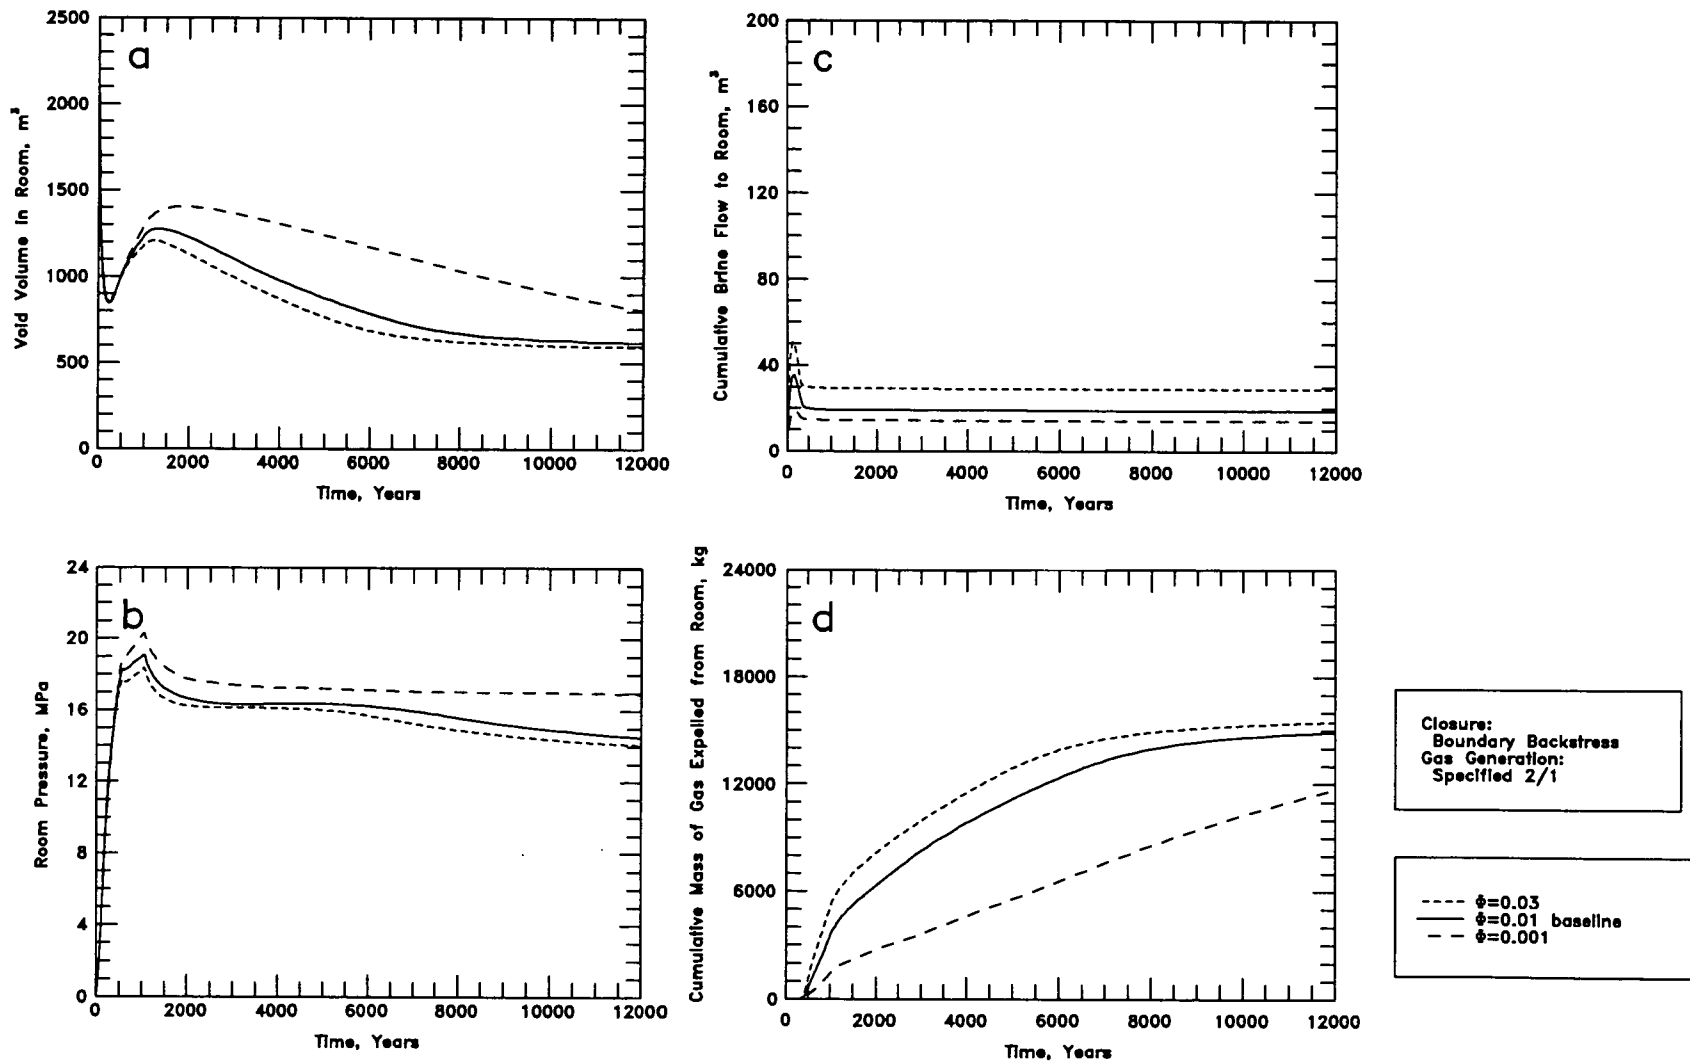 a
2500
2000
1500
1000
500
0
Void Volume in Room, m³
0 2000 4000 6000 8000 10000 12000
Time, Years
c
200
160
120
80
40
0
Cumulative Brine Flow to Room, m³
0 2000 4000 6000 8000 10000 12000
Time, Years
b
24
20
16
12
8
4
0
Room Pressure, MPa
0 2000 4000 6000 8000 10000 12000
Time, Years
d
24000
18000
12000
6000
0
Cumulative Mass of Gas Expelled from Room, kg
0 2000 4000 6000 8000 10000 12000
Time, Years
Closure:
Boundary Backstress
Gas Generation:
Specified 2/1
Φ=0.03
Φ=0.01 baseline
Φ=0.001